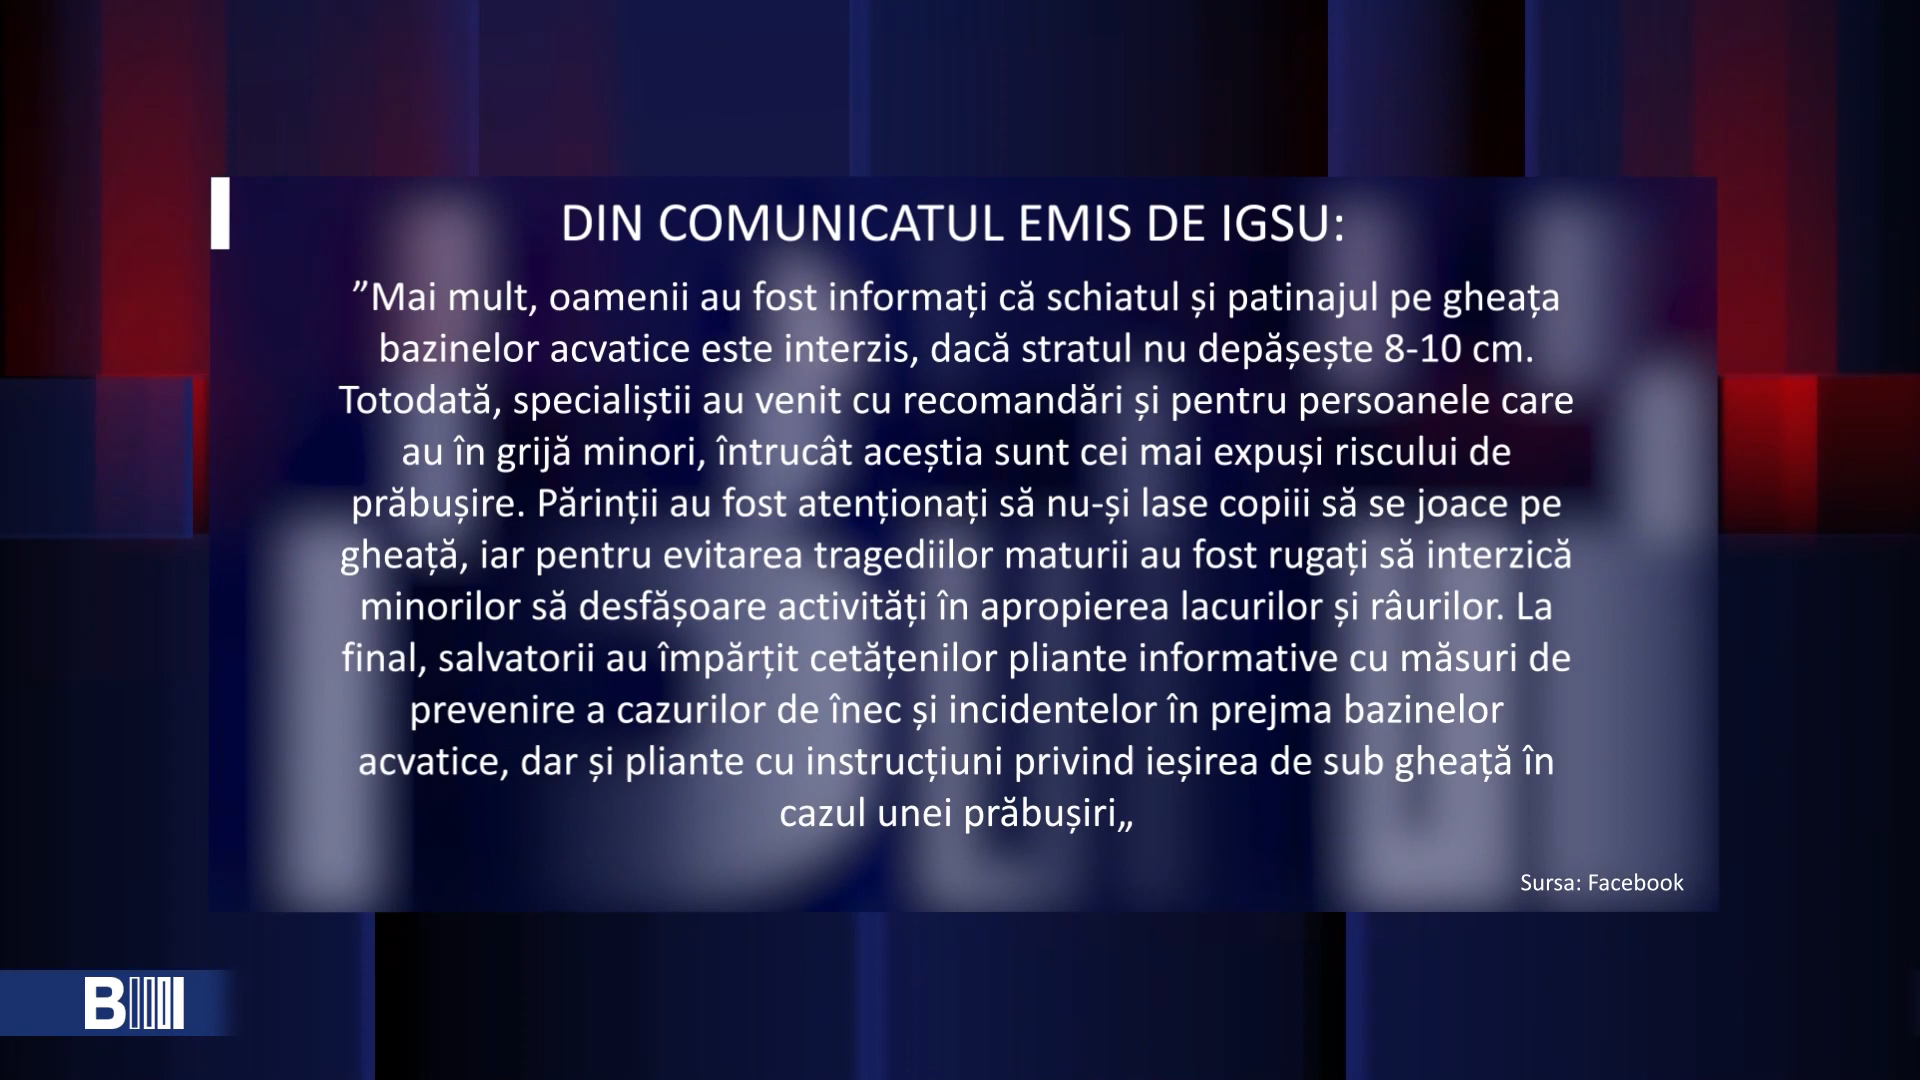 DIN COMUNICATUL EMIS DE IGSU:
”Mai mult, oamenii au fost informați că schiatul și patinajul pe gheața
bazinelor acvatice este interzis, dacă stratul nu depășește 8-10 cm.
Totodată, specialiștii au venit cu recomandări și pentru persoanele care
au în grijă minori, întrucât aceștia sunt cei mai expuși riscului de
prăbușire. Părinții au fost atenționați să nu-și lase copiii să se joace pe
gheață, iar pentru evitarea tragediilor maturii au fost rugați să interzică
minorilor să desfășoare activități în apropierea lacurilor și râurilor. La
final, salvatorii au împărțit cetățenilor pliante informative cu măsuri de
prevenire a cazurilor de înec și incidentelor în prejma bazinelor
acvatice, dar și pliante cu instrucțiuni privind ieșirea de sub gheață în
cazul unei prăbușiri„
Sursa: Facebook
B